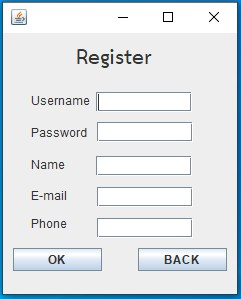 Register
Username
Password
Name
E-mail
Phone
OK BACK